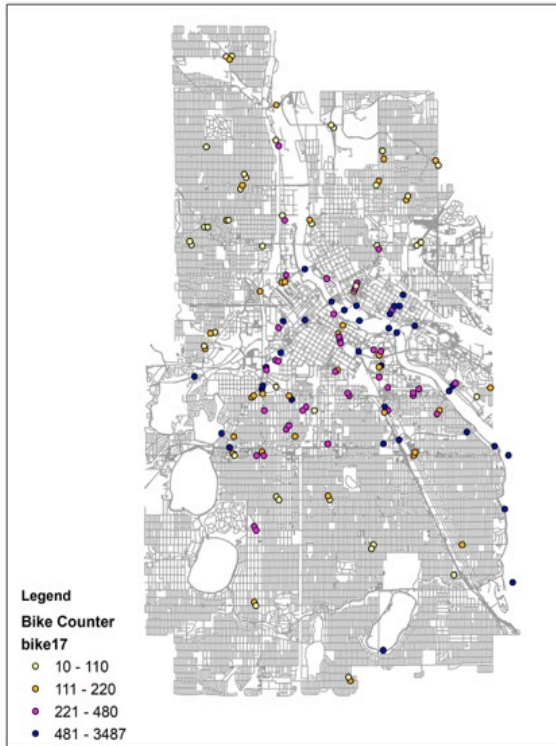 Legend
Bike Counter
bike17
10 - 110
111 - 220
221 - 480
481 - 3487